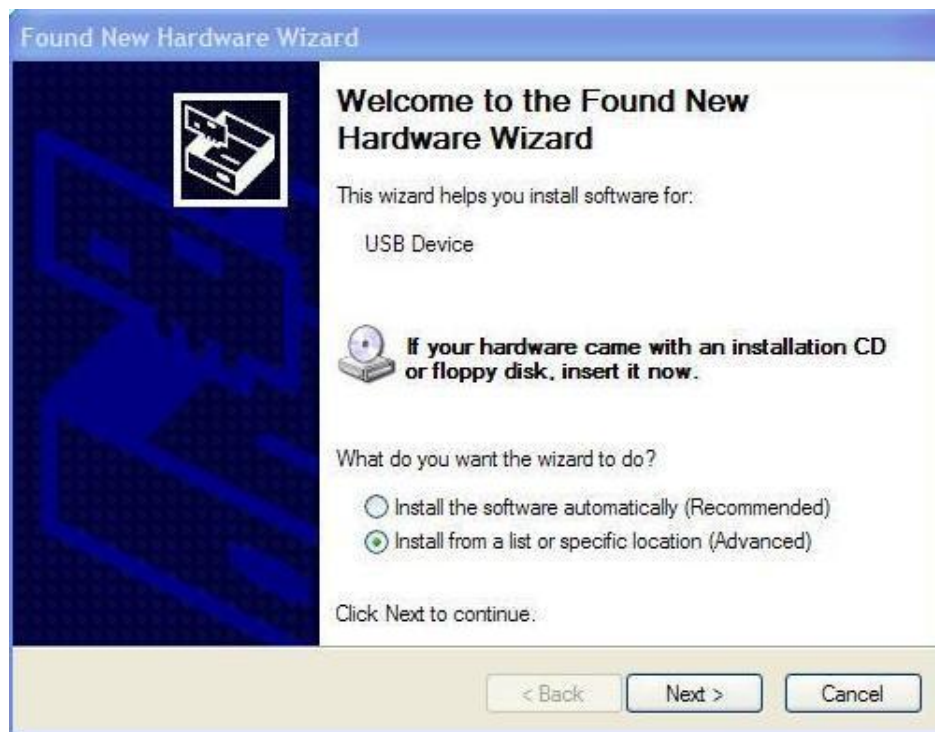 Found New Hardware Wizard
Welcome to the Found New
Hardware Wizard
This wizard helps you install software for:
USB Device
If your hardware came with an installation CD
or floppy disk, insert it now.
What do you want the wizard to do?
Install the software automatically (Recommended)
Install from a list or specific location (Advanced)
Click Next to continue.
< Back Next > Cancel